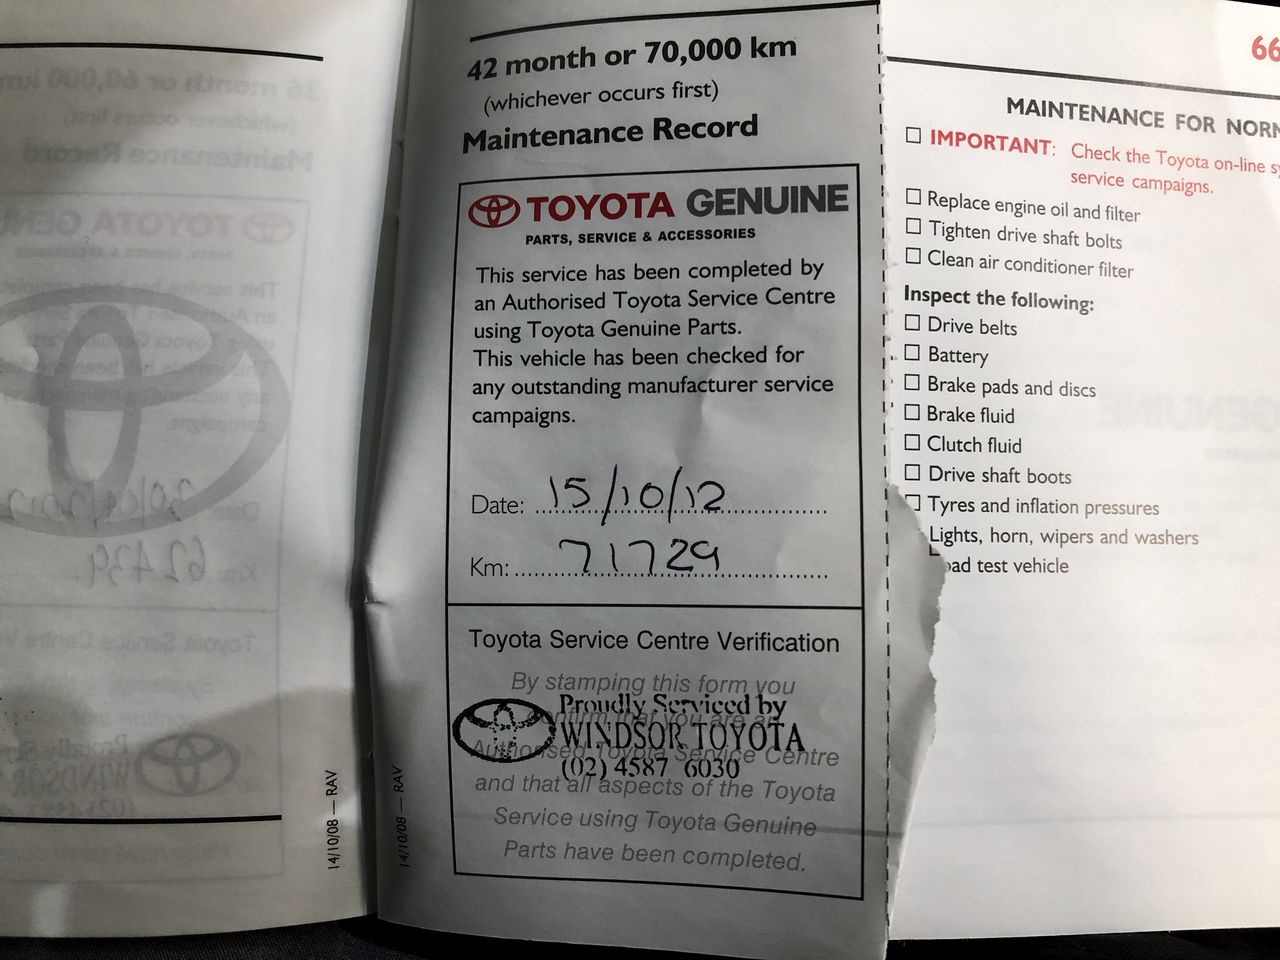 42 month or 70,000 km
(whichever occurs first)
Maintenance Record
TOYOTA GENUINE
PARTS, SERVICE & ACCESSORIES
This service has been completed by
an Authorised Toyota Service Centre
using Toyota Genuine Parts.
This vehicle has been checked for
any outstanding manufacturer service
campaigns.
Date: 15/10/12
Km: 71729
Toyota Service Centre Verification
By stamping this form you
confirm that you are an
Authorised Toyota Service Centre
and that all aspects of the Toyota
Service using Toyota Genuine
Parts have been completed.
Proudly Serviced by
WINDSOR TOYOTA
(02) 4587 6030
14/10/08 — RAV
14/10/08 — RAV
66
MAINTENANCE FOR NORM
IMPORTANT: Check the Toyota on-line sy
service campaigns.
Replace engine oil and filter
Tighten drive shaft bolts
Clean air conditioner filter
Inspect the following:
Drive belts
Battery
Brake pads and discs
Brake fluid
Clutch fluid
Drive shaft boots
Tyres and inflation pressures
Lights, horn, wipers and washers
oad test vehicle